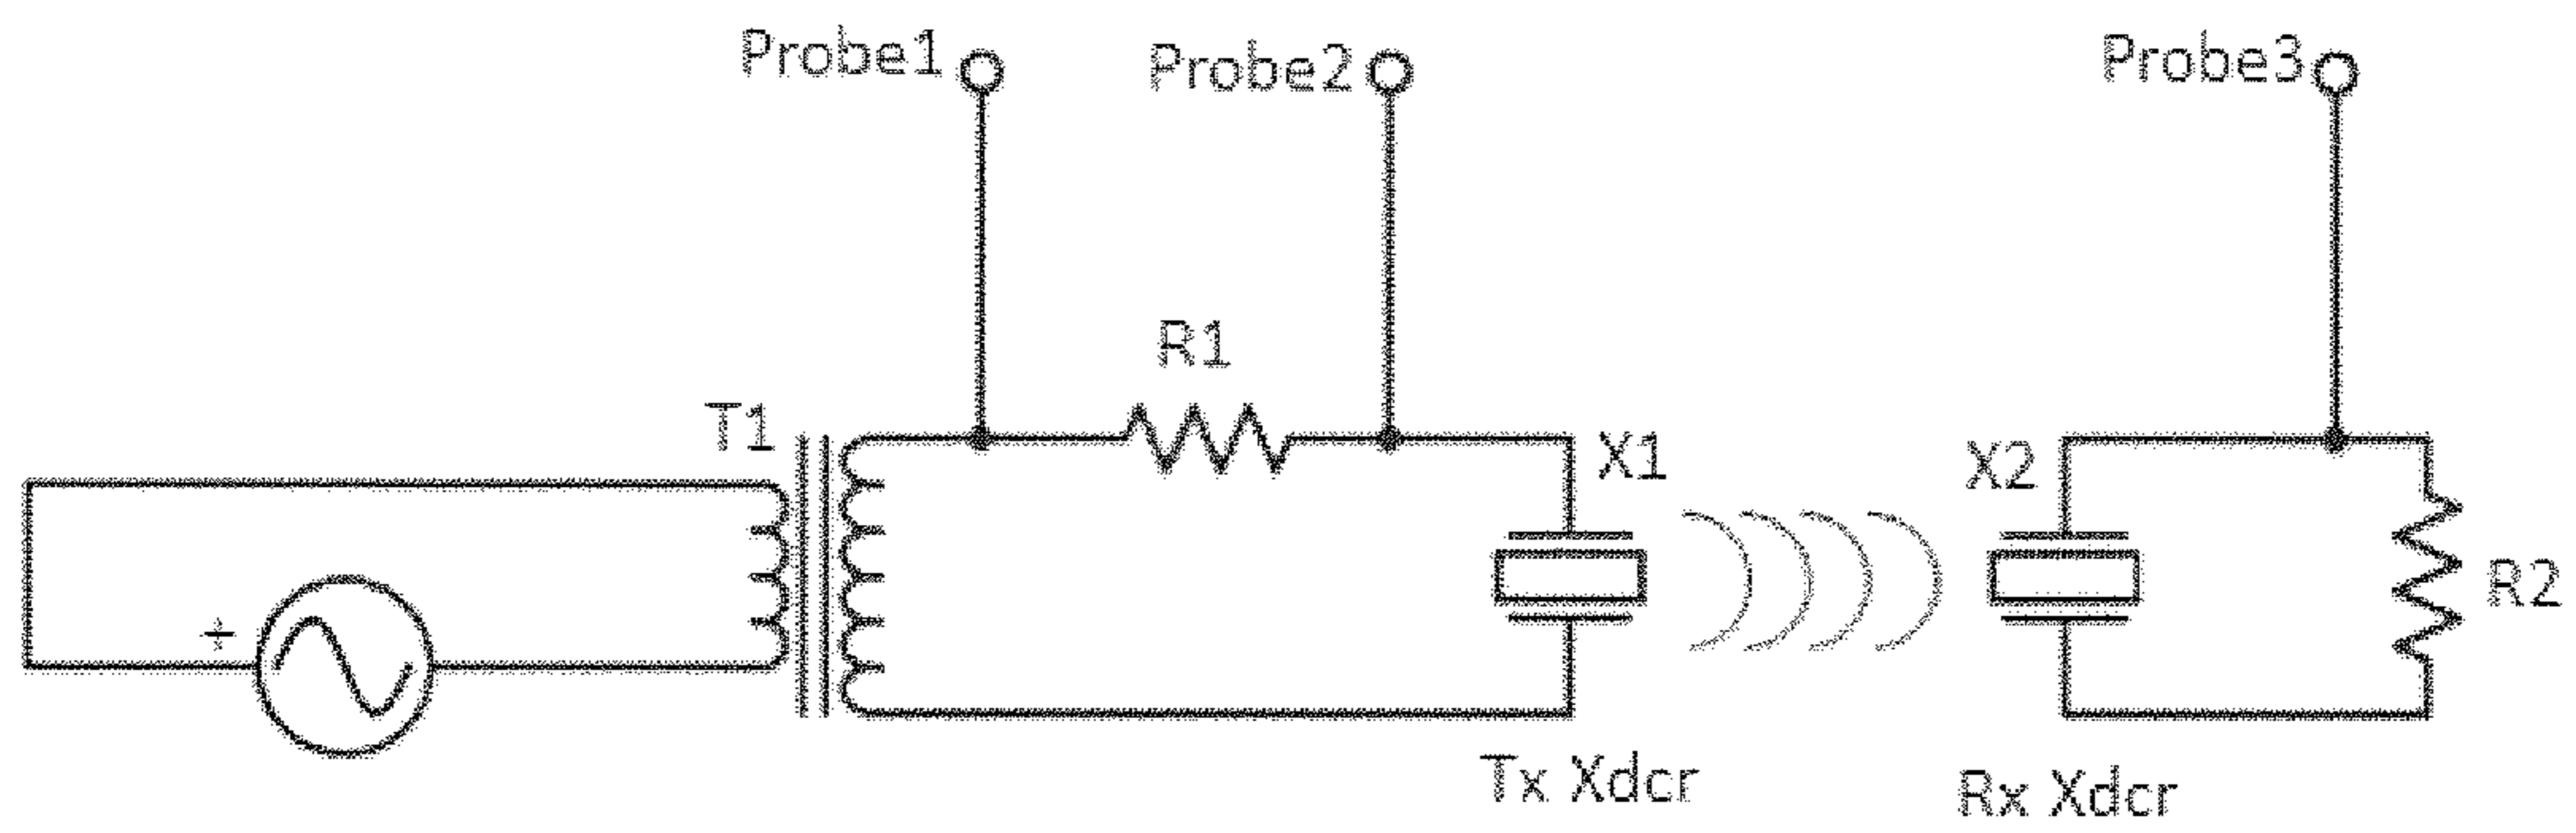 Probe1
Probe2
Probe3
R1
T1
X1
X2
+
R2
Tx Xdcr
Rx Xdcr